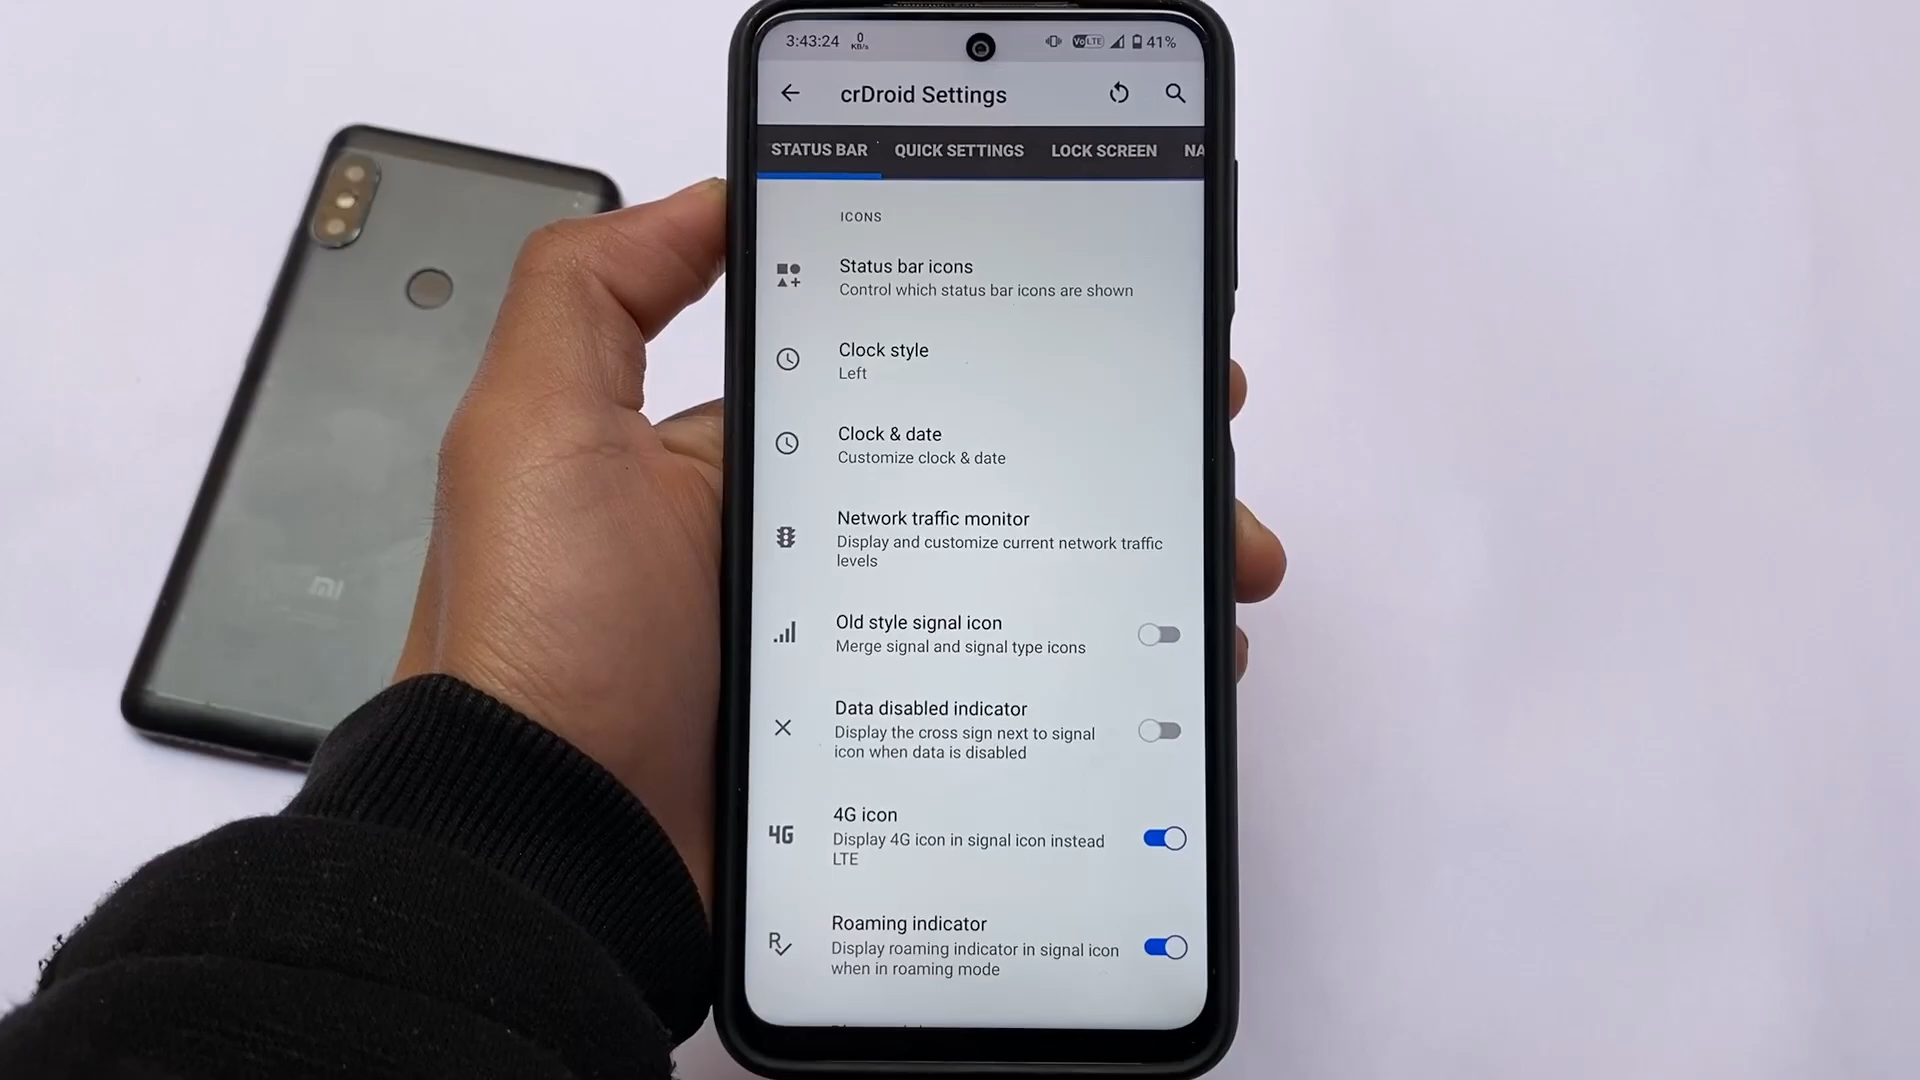 3:43:24 0 KB/s VoLTE 41%
crDroid Settings
STATUS BAR QUICK SETTINGS LOCK SCREEN NA
ICONS
Status bar icons
Control which status bar icons are shown
Clock style
Left
Clock & date
Customize clock & date
Network traffic monitor
Display and customize current network traffic
levels
Old style signal icon
Merge signal and signal type icons
Data disabled indicator
Display the cross sign next to signal
icon when data is disabled
4G
4G icon
Display 4G icon in signal icon instead
LTE
R
Roaming indicator
Display roaming indicator in signal icon
when in roaming mode
mi